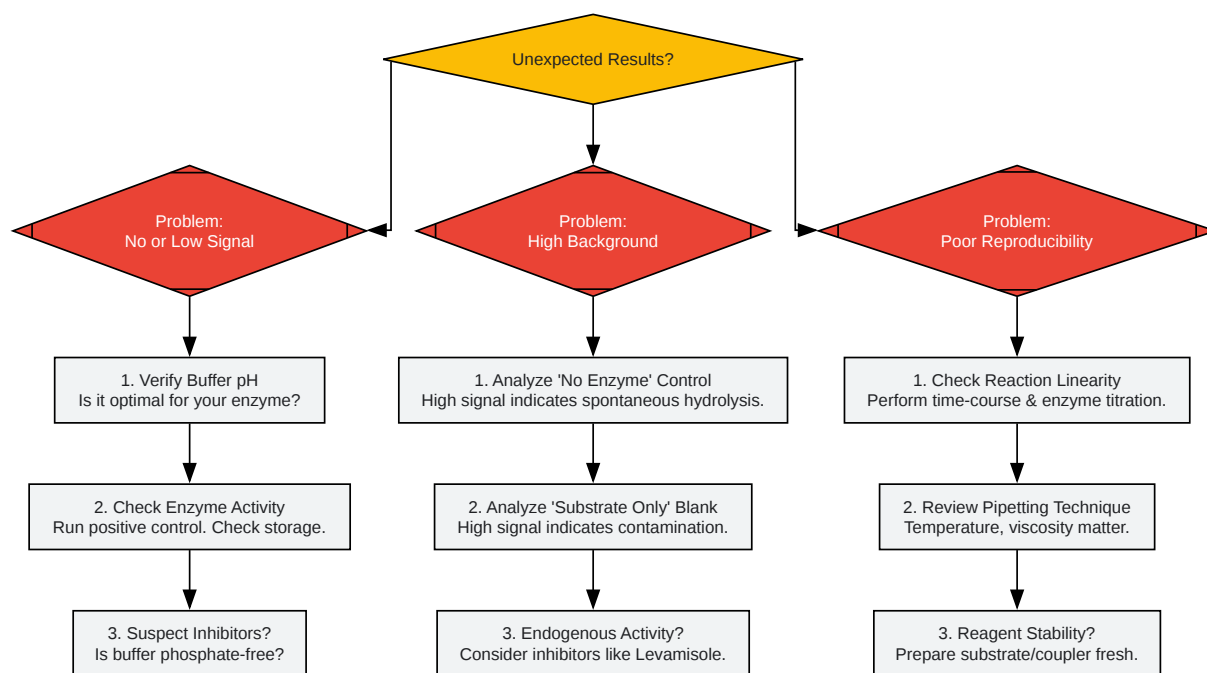 Unexpected Results?
Problem:
No or Low Signal
Problem:
High Background
Problem:
Poor Reproducibility
1. Verify Buffer pH
Is it optimal for your enzyme?
1. Analyze 'No Enzyme' Control
High signal indicates spontaneous hydrolysis.
1. Check Reaction Linearity
Perform time-course & enzyme titration.
2. Check Enzyme Activity
Run positive control. Check storage.
2. Analyze 'Substrate Only' Blank
High signal indicates contamination.
2. Review Pipetting Technique
Temperature, viscosity matter.
3. Suspect Inhibitors?
Is buffer phosphate-free?
3. Endogenous Activity?
Consider inhibitors like Levamisole.
3. Reagent Stability?
Prepare substrate/coupler fresh.